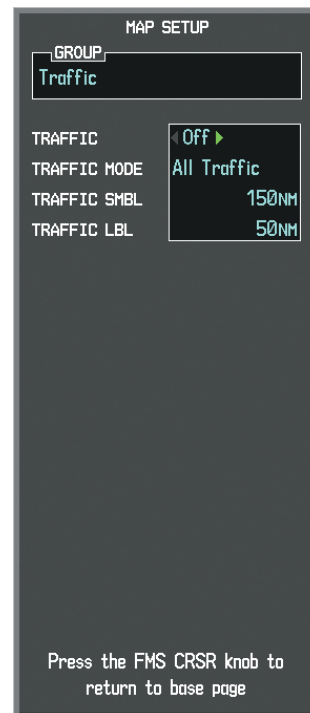 MAP SETUP
GROUP
Traffic
TRAFFIC Off
TRAFFIC MODE All Traffic
TRAFFIC SMBL 150NM
TRAFFIC LBL 50NM
Press the FMS CRSR knob to
return to base page